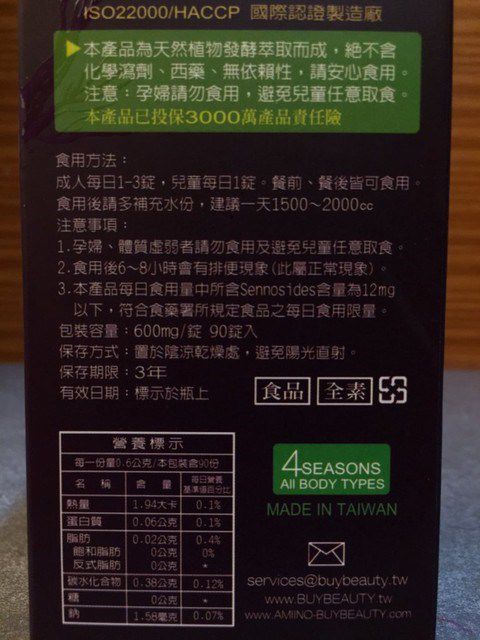 ISO22000/HACCP 國際認證製造廠
▶本產品為天然植物發酵萃取而成，絕不含
化學瀉劑、西藥、無依賴性，請安心食用。
注意：孕婦請勿食用，避免兒童任意取食。
本產品已投保3000萬產品責任險
食用方法：
成人每日1-3錠，兒童每日1錠。餐前、餐後皆可食用。
食用後請多補充水份，建議一天1500~2000cc
注意事項：
1.孕婦、體質虛弱者請勿食用及避免兒童任意取食。
2.食用後6~8小時會有排便現象(此屬正常現象)。
3.本產品每日食用量中所含Sennosides含量為12mg
以下，符合食藥署所規定食品之每日食用限量。
包裝容量：600mg/錠 90錠入
保存方式：置於陰涼乾燥處，避免陽光直射。
保存期限：3年
有效日期：標示於瓶上
食品 全素
營養標示
每一份量0.6公克/本包裝含90份
名稱 含量 每日營養基準值百分比
熱量 1.94大卡 0.1%
蛋白質 0.06公克 0.1%
脂肪 0.02公克 0.4%
飽和脂肪 0公克 0%
反式脂肪 0公克 *
碳水化合物 0.38公克 0.12%
糖 0公克 *
鈉 1.58毫克 0.07%
4SEASONS
All BODY TYPES
MADE IN TAIWAN
services@buybeauty.tw
www.BUYBEAUTY.tw
www.AMINO-BUYBEAUTY.com